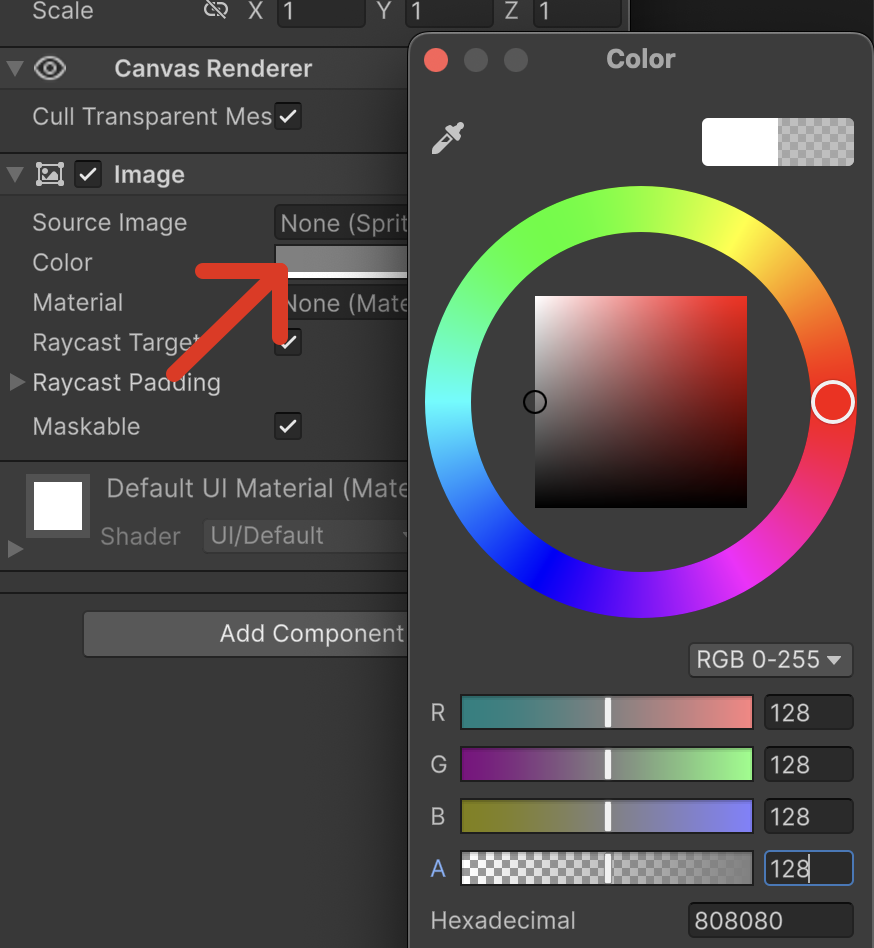 Scale X 1 Y 1 Z 1
Canvas Renderer
Cull Transparent Mes
Image
Source Image None (Sprit
Color
Material None (Mate
Raycast Target
Raycast Padding
Maskable
Default UI Material (Mate
Shader UI/Default
Add Component
Color
RGB 0-255
R 128
G 128
B 128
A 128
Hexadecimal 808080